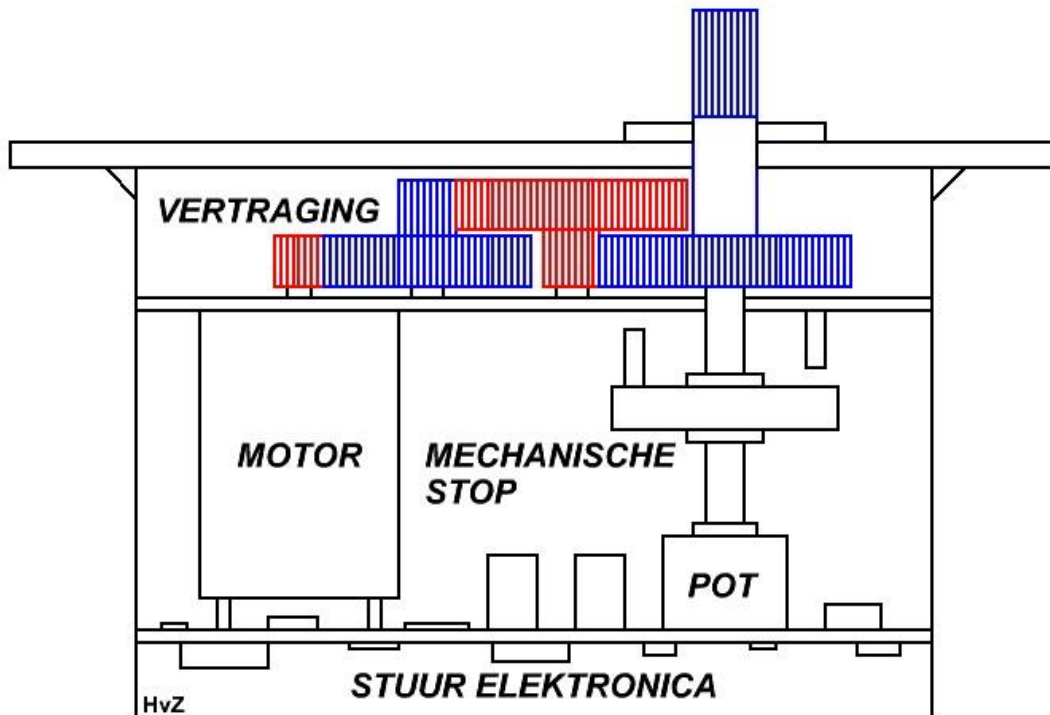 VERTRAGING
MOTOR
MECHANISCHE
STOP
POT
STUUR ELEKTRONICA
HvZ